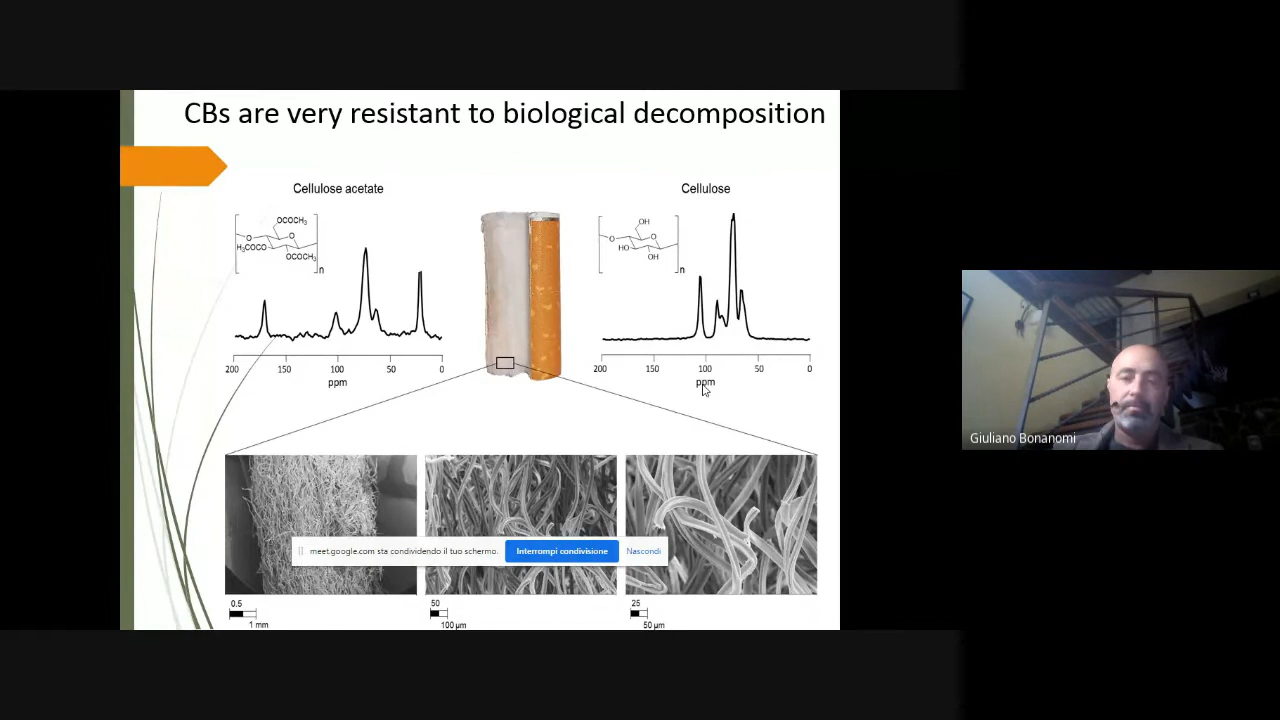 CBs are very resistant to biological decomposition
Cellulose acetate
Cellulose
OCOCH₃
O
O
H₃COCO
OCOCH₃
n
OH
O
O
HO
OH
n
200 150 100 50 0
ppm
200 150 100 50 0
ppm
Giuliano Bonanomi
meet.google.com sta condividendo il tuo schermo.
Interrompi condivisione
Nascondi
0.5
1 mm
50
100 µm
25
50 µm